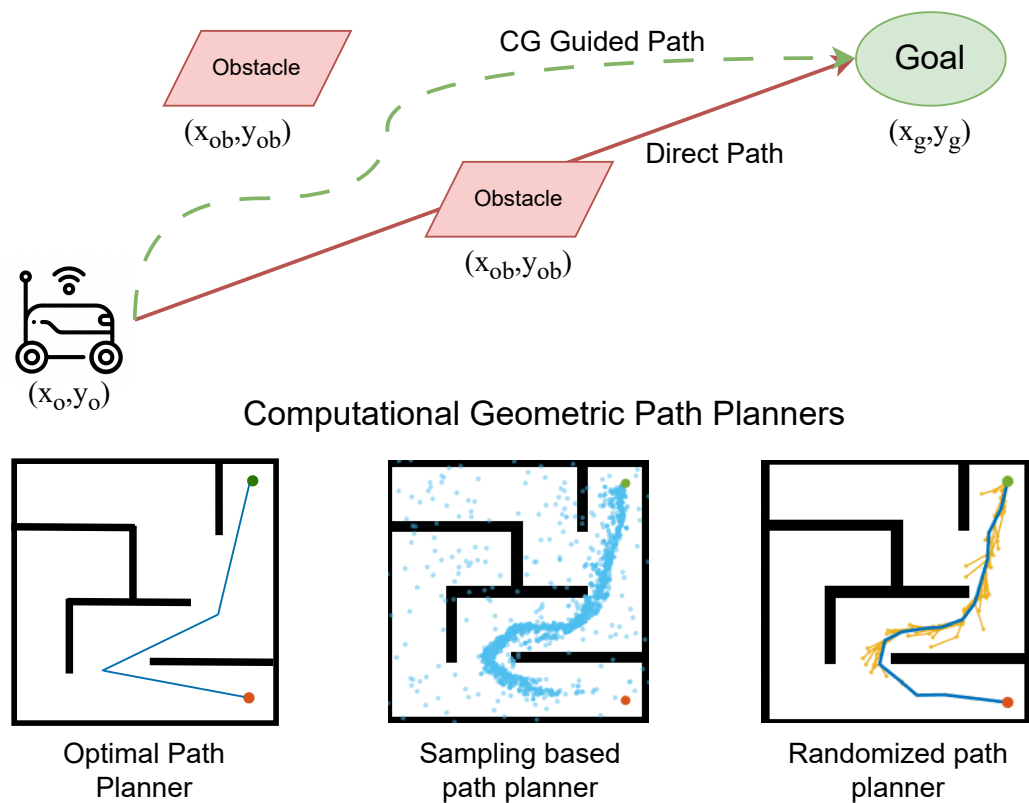 CG Guided Path
Goal
Obstacle
(x_ob,y_ob)
(x_g,y_g)
Direct Path
Obstacle
(x_ob,y_ob)
(x_o,y_o)
Computational Geometric Path Planners
Optimal Path
Planner
Sampling based
path planner
Randomized path
planner